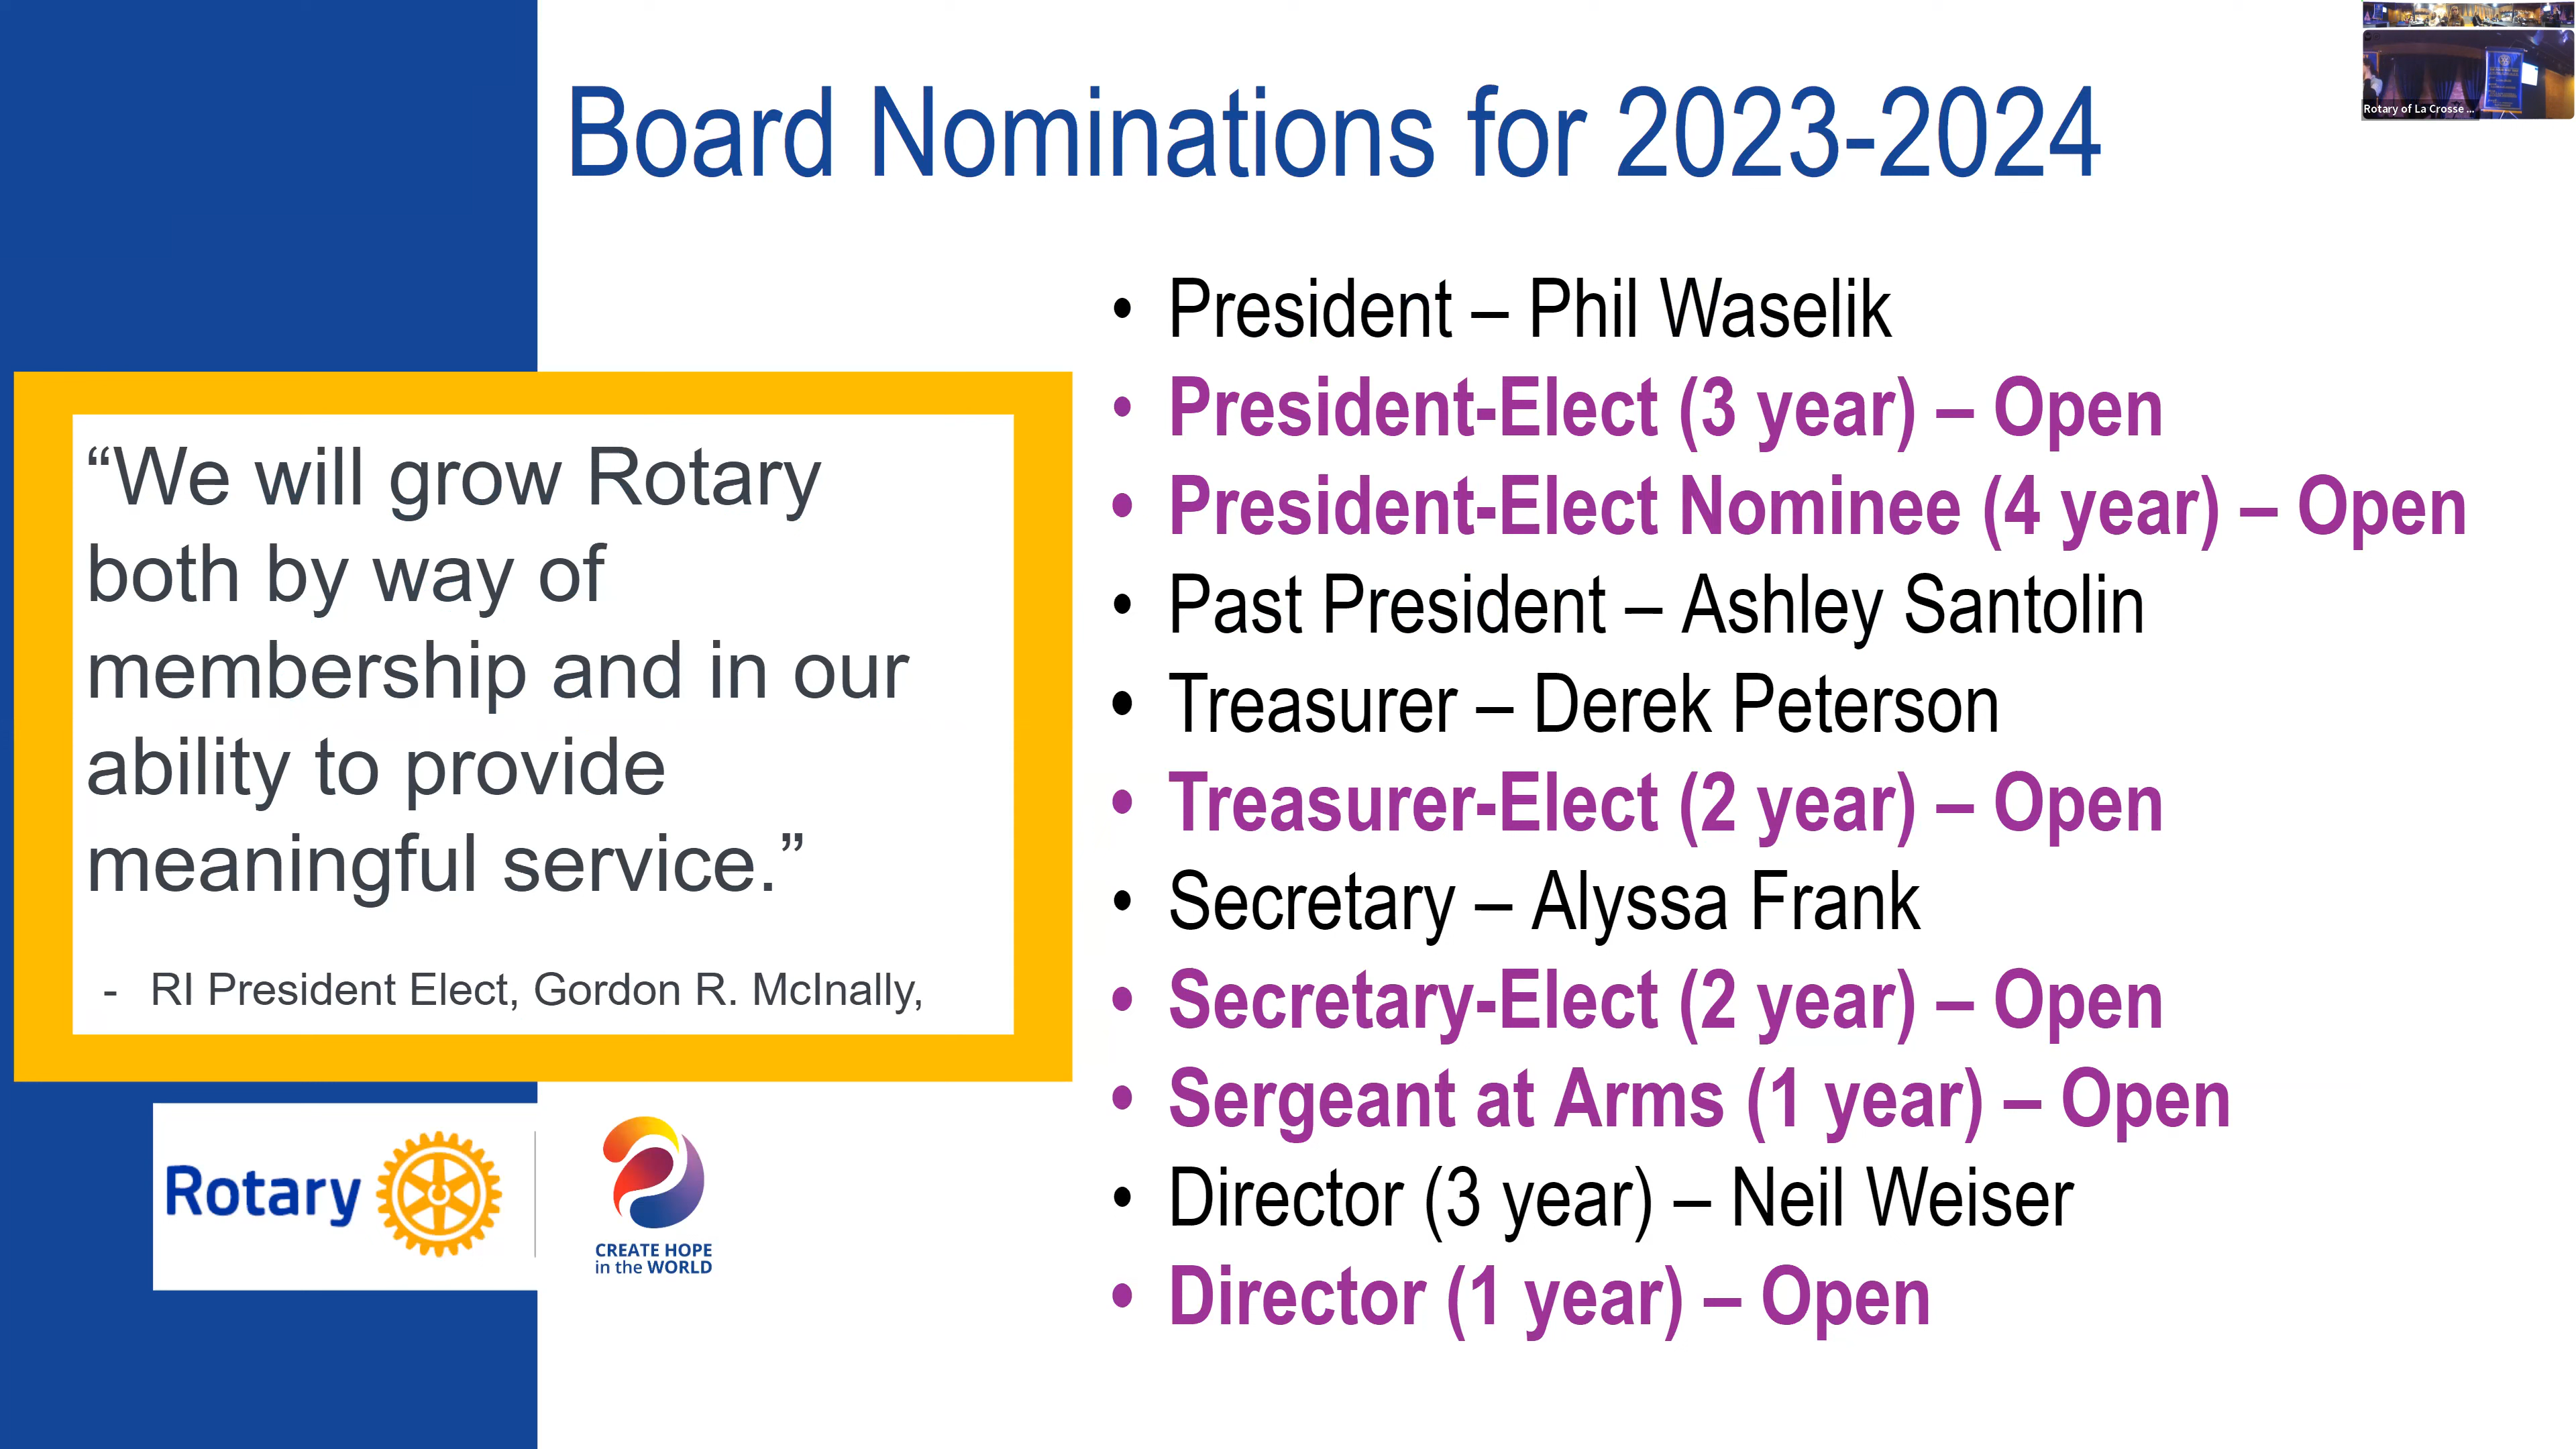 Board Nominations for 2023-2024
Rotary of La Crosse ...
“We will grow Rotary
both by way of
membership and in our
ability to provide
meaningful service.”
- RI President Elect, Gordon R. McInally,
Rotary
CREATE HOPE
in the WORLD
• President – Phil Waselik
• President-Elect (3 year) – Open
• President-Elect Nominee (4 year) – Open
• Past President – Ashley Santolin
• Treasurer – Derek Peterson
• Treasurer-Elect (2 year) – Open
• Secretary – Alyssa Frank
• Secretary-Elect (2 year) – Open
• Sergeant at Arms (1 year) – Open
• Director (3 year) – Neil Weiser
• Director (1 year) – Open